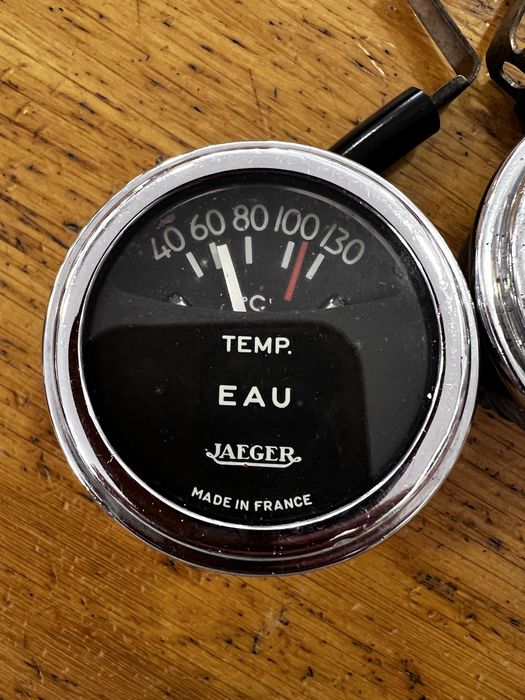 40 60 80 100 130
°C
TEMP.
EAU
JAEGER
MADE IN FRANCE